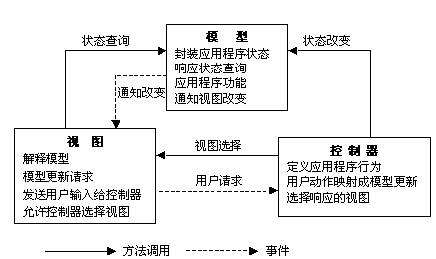 状态查询
模 型
状态改变
封装应用程序状态
响应状态查询
应用程序功能
通知视图改变
通知改变
视 图
解释模型
模型更新请求
发送用户输入给控制器
允许控制器选择视图
视图选择
用户请求
控制器
定义应用程序行为
用户动作映射成模型更新
选择响应的视图
方法调用
事件